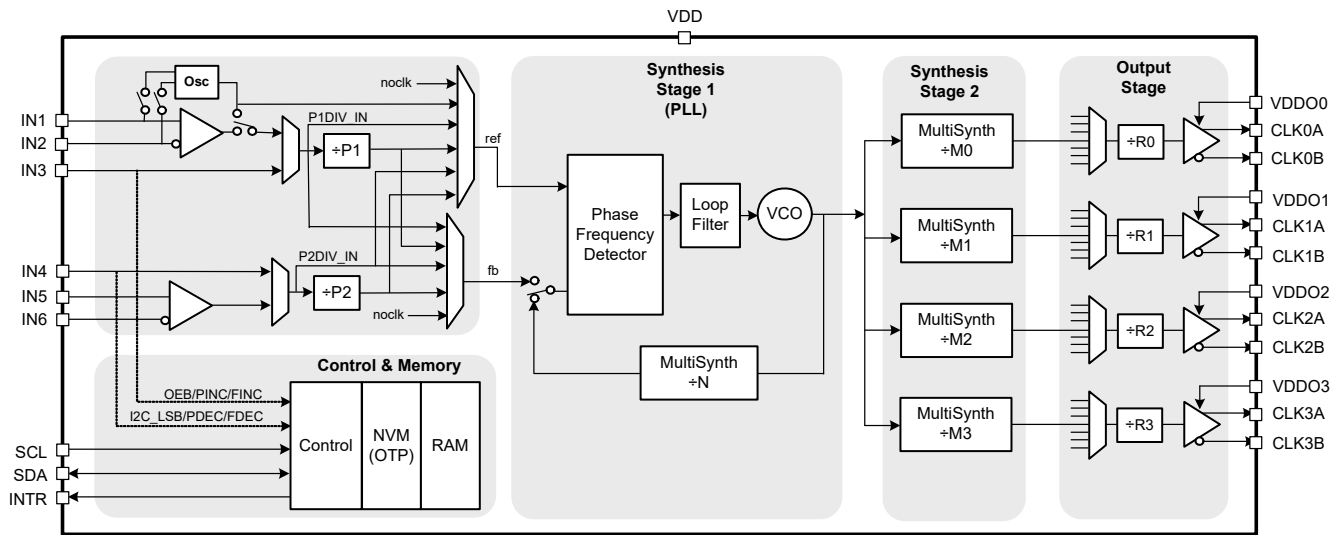 VDD
Osc
noclk
Synthesis
Stage 1
(PLL)
Synthesis
Stage 2
Output
Stage
IN1
IN2
IN3
P1DIV_IN
÷P1
ref
IN4
IN5
IN6
P2DIV_IN
÷P2
noclk
fb
Phase
Frequency
Detector
Loop
Filter
VCO
MultiSynth
÷N
MultiSynth
÷M0
MultiSynth
÷M1
MultiSynth
÷M2
MultiSynth
÷M3
÷R0
÷R1
÷R2
÷R3
VDDO0
CLK0A
CLK0B
VDDO1
CLK1A
CLK1B
VDDO2
CLK2A
CLK2B
VDDO3
CLK3A
CLK3B
Control & Memory
OEB/PINC/FINC
I2C_LSB/PDEC/FDEC
Control
NVM
(OTP)
RAM
SCL
SDA
INTR